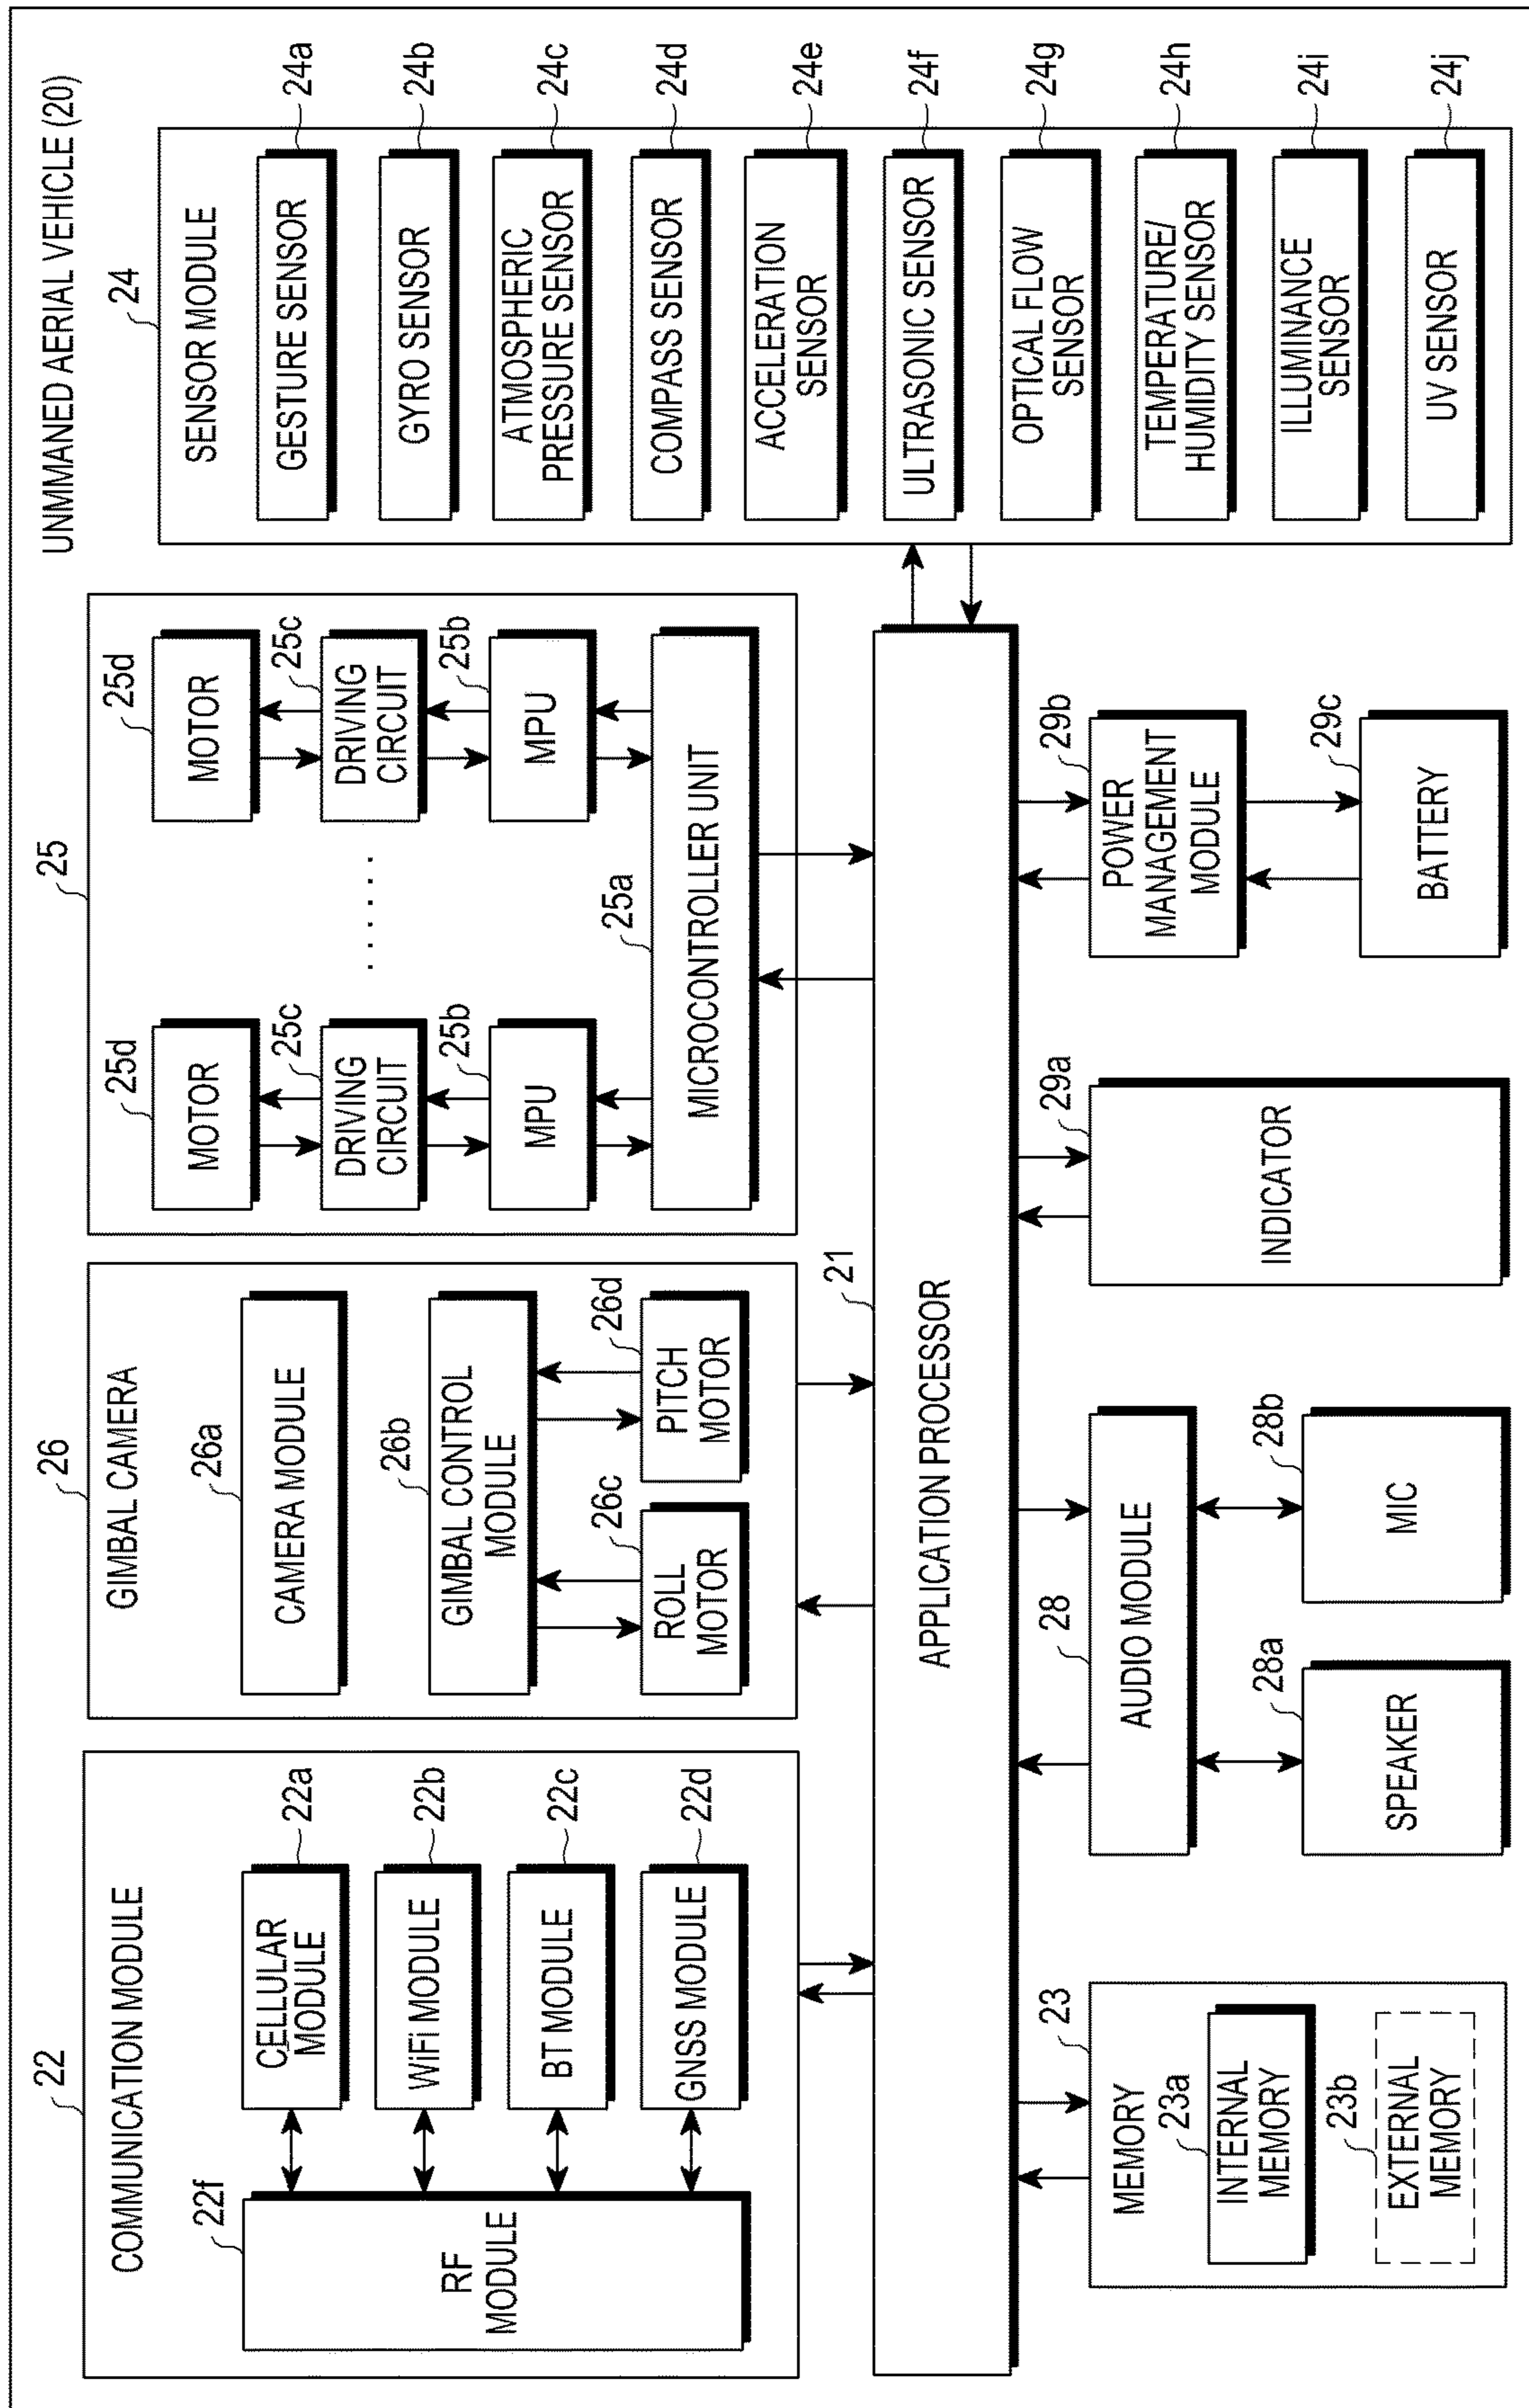 UNMMANED AERIAL VEHICLE (20)
22
COMMUNICATION MODULE
22f
RF
MODULE
CELLULAR
MODULE
22a
WiFi MODULE
22b
BT MODULE
22c
GNSS MODULE
22d
26
GIMBAL CAMERA
26a
CAMERA MODULE
26b
GIMBAL CONTROL
MODULE
26c
ROLL
MOTOR
26d
PITCH
MOTOR
25
25d
MOTOR
25c
DRIVING
CIRCUIT
25b
MPU
......
25d
MOTOR
25c
DRIVING
CIRCUIT
25b
MPU
25a
MICROCONTROLLER UNIT
24
SENSOR MODULE
GESTURE SENSOR
24a
GYRO SENSOR
24b
ATMOSPHERIC
PRESSURE SENSOR
24c
COMPASS SENSOR
24d
ACCELERATION
SENSOR
24e
ULTRASONIC SENSOR
24f
OPTICAL FLOW
SENSOR
24g
TEMPERATURE/
HUMIDITY SENSOR
24h
ILLUMINANCE
SENSOR
24i
UV SENSOR
24j
21
APPLICATION PROCESSOR
23
MEMORY
23a
INTERNAL
MEMORY
23b
EXTERNAL
MEMORY
28
AUDIO MODULE
28a
SPEAKER
28b
MIC
29a
INDICATOR
29b
POWER
MANAGEMENT
MODULE
29c
BATTERY